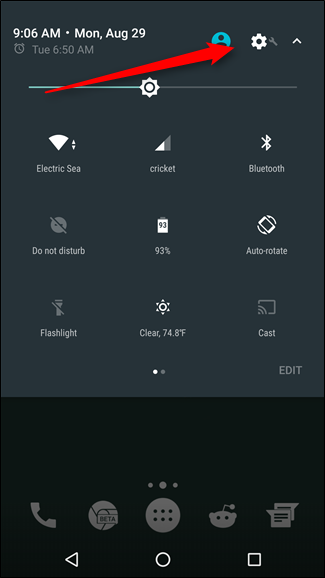 9:06 AM • Mon, Aug 29
Tue 6:50 AM
Electric Sea
cricket
Bluetooth
93
Do not disturb
93%
Auto-rotate
Flashlight
Clear, 74.8°F
Cast
EDIT
BETA